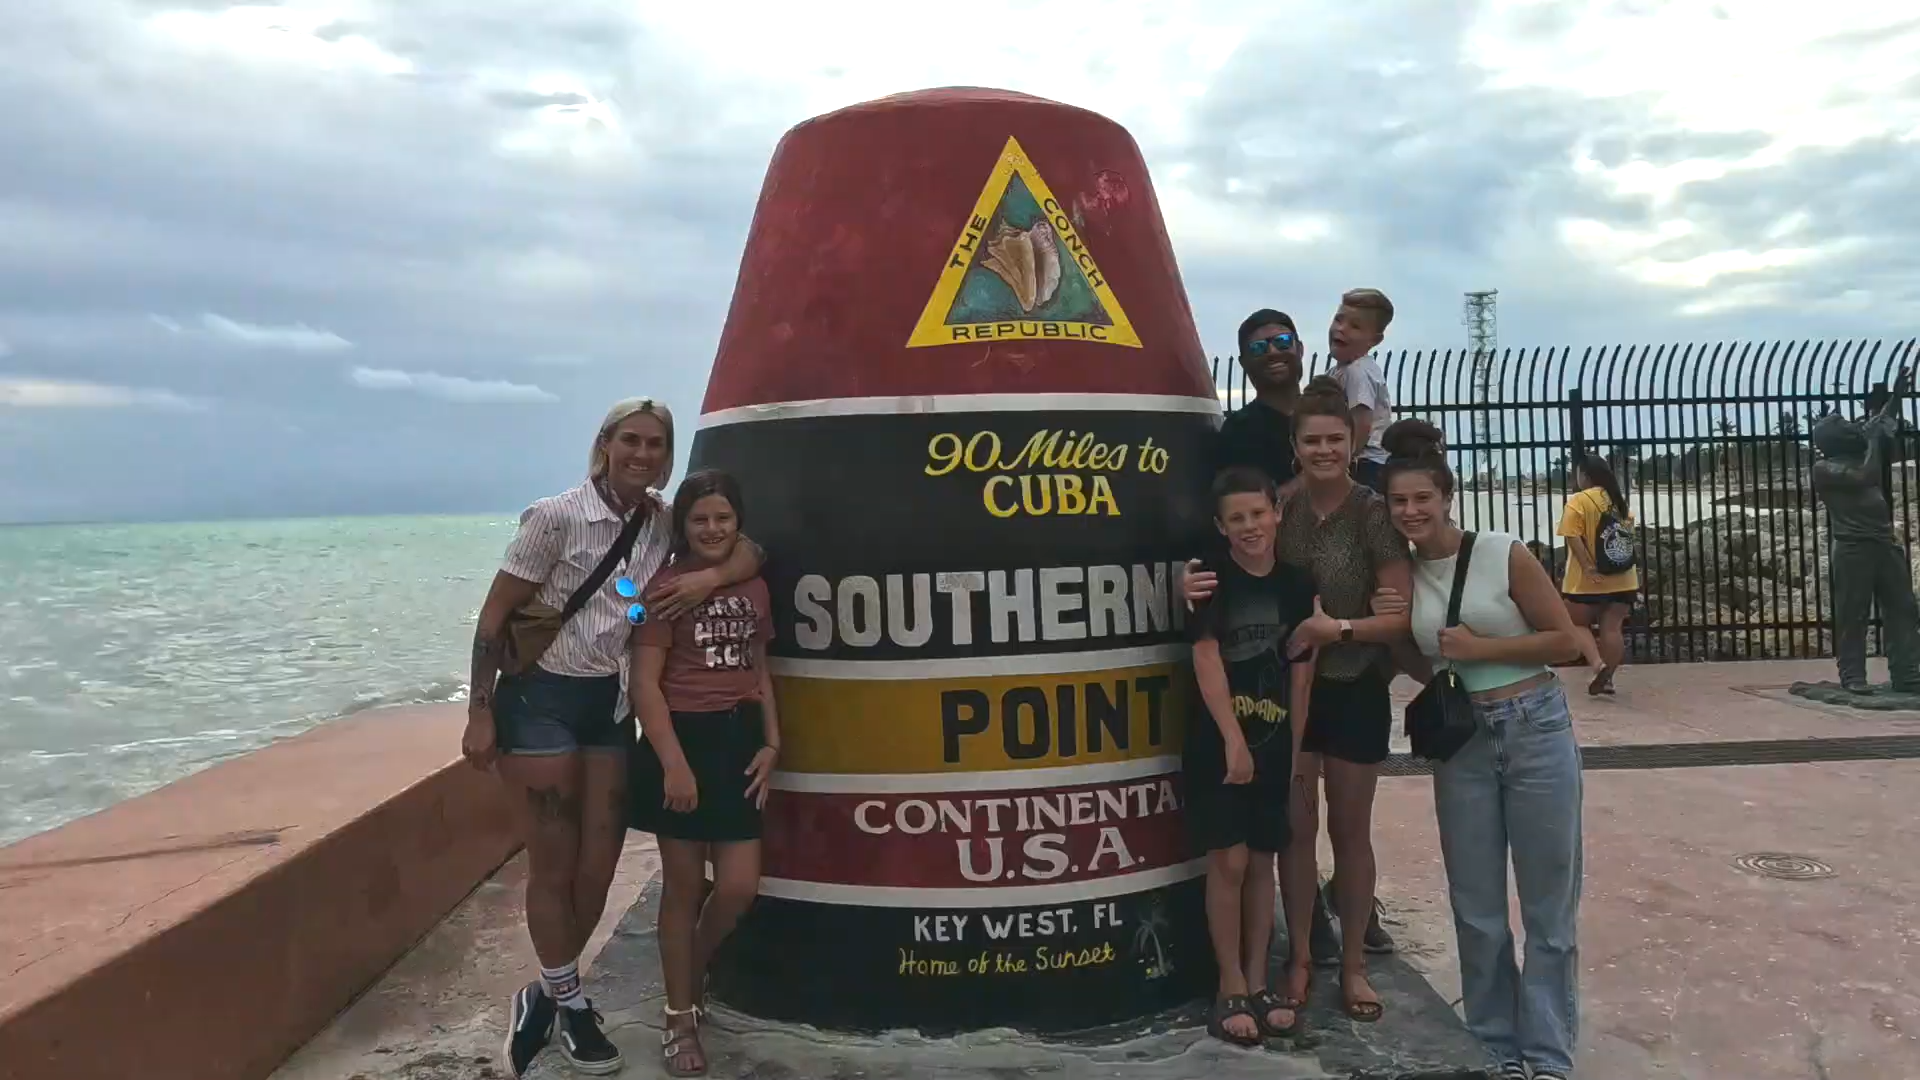 THE CONCH
REPUBLIC
90 Miles to
CUBA
SOUTHERN
POINT
CONTINENTA
U.S.A.
KEY WEST, FL
Home of the Sunset